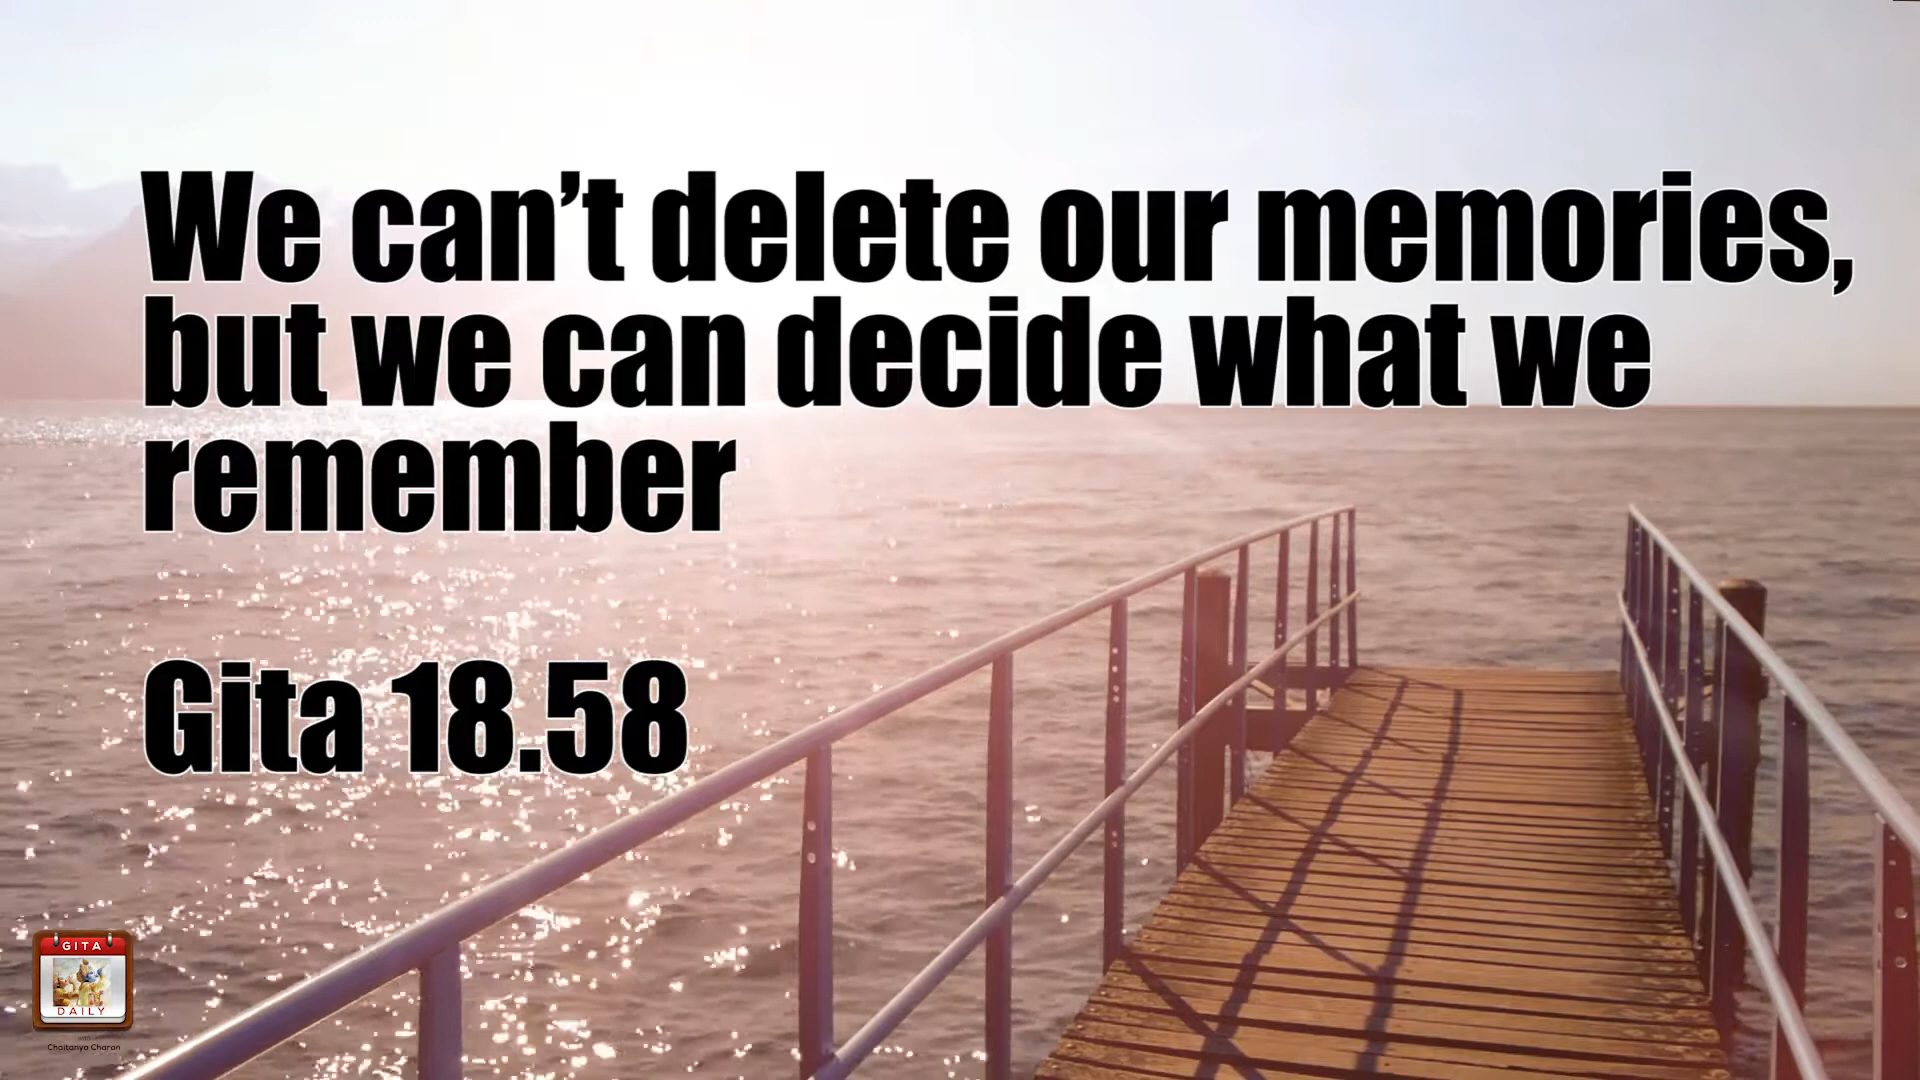 We can’t delete our memories,
but we can decide what we
remember
Gita 18.58
GITA
DAILY
with
Chaitanya Charan